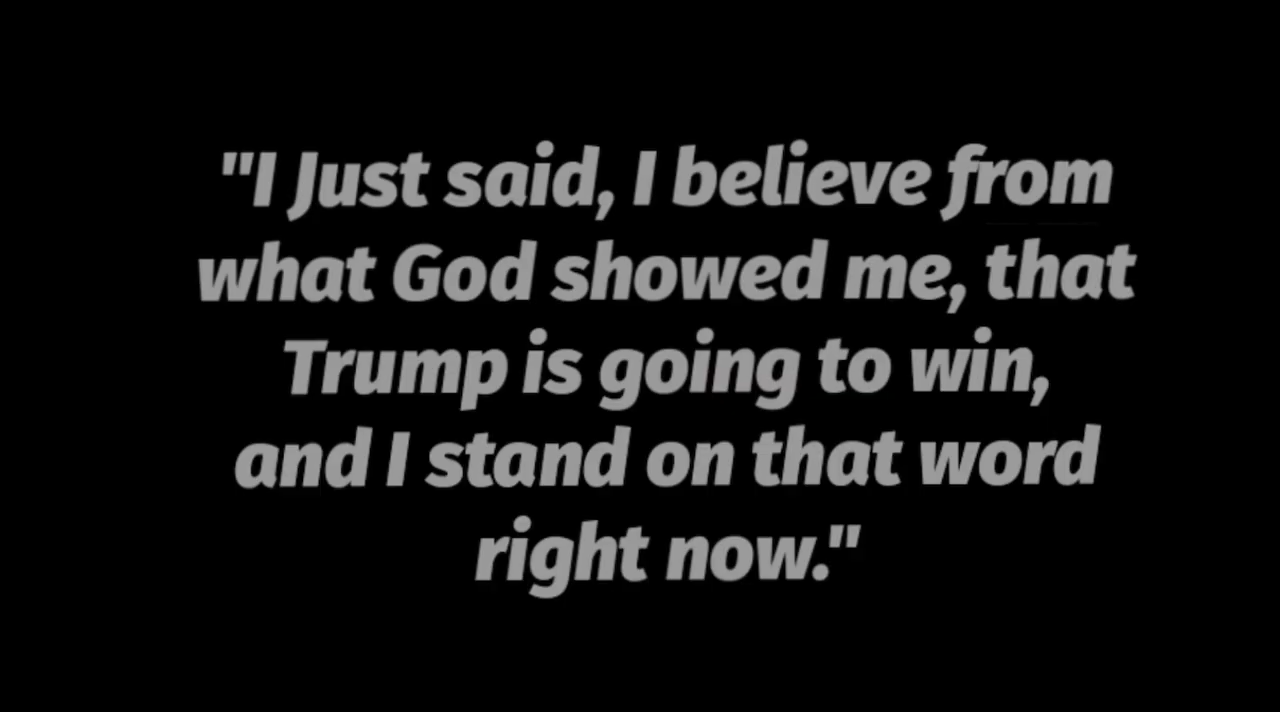 "I Just said, I believe from
what God showed me, that
Trump is going to win,
and I stand on that word
right now."